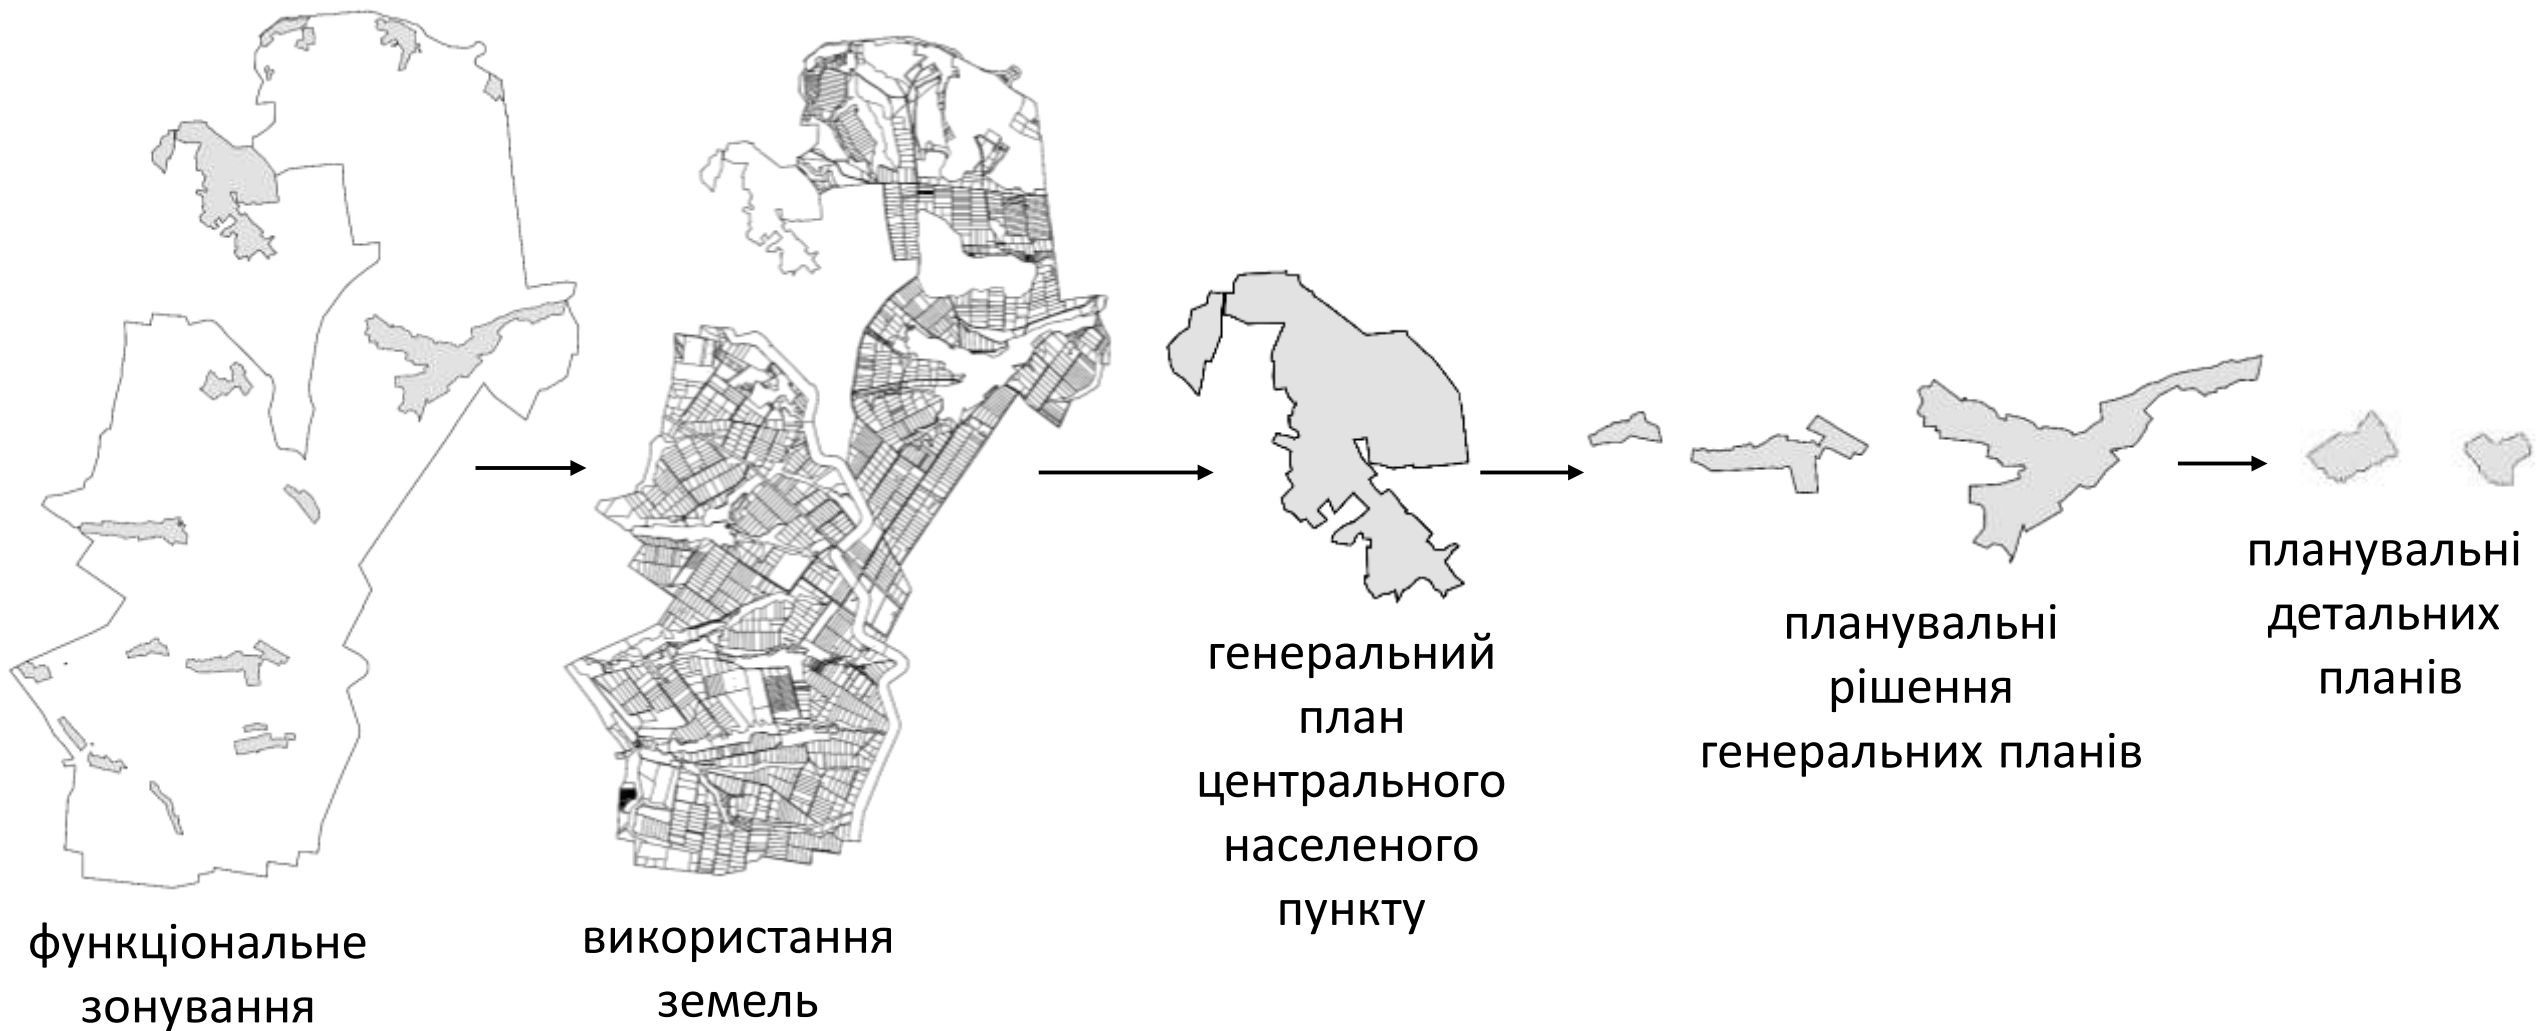 функціональне
зонування
використання
земель
генеральний
план
центрального
населеного
пункту
планувальні
рішення
генеральних планів
планувальні
детальних
планів